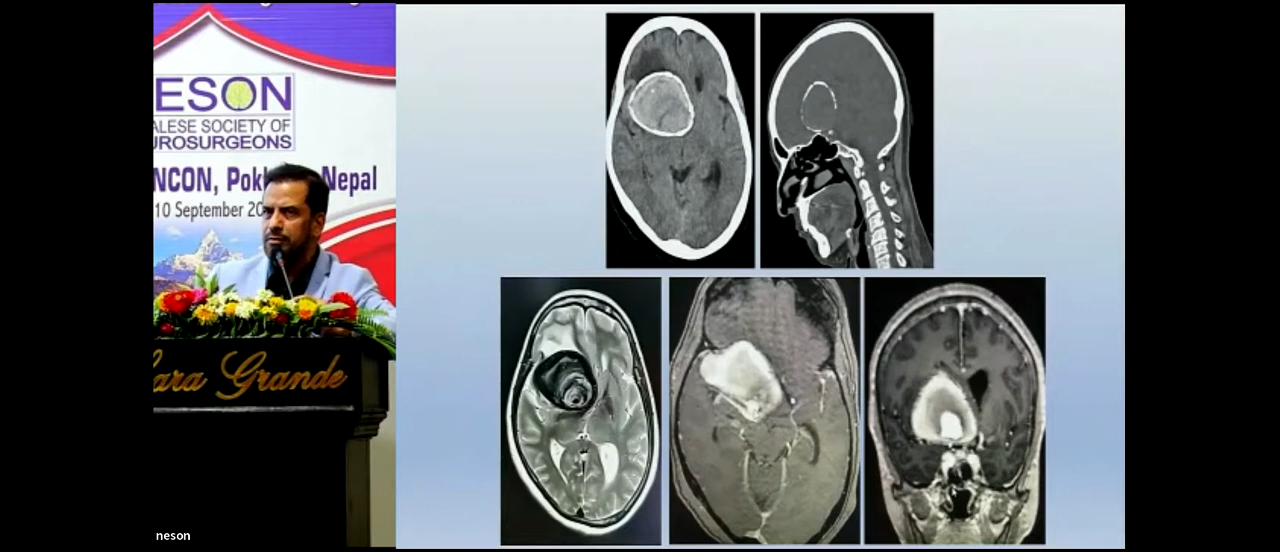 ESON
ALESE SOCIETY OF
UROSURGEONS
NCON, Pok Nepal
10 September 20
ara Grande
neson